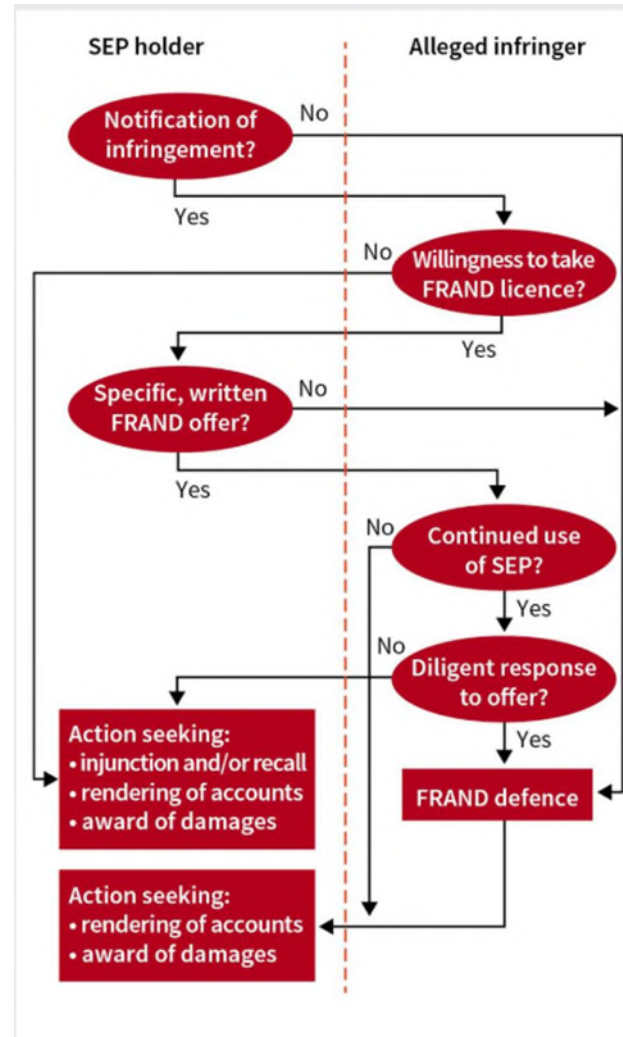 SEP holder
Alleged infringer
Notification of
infringement?
No
Yes
No
Willingness to take
FRAND licence?
Yes
Specific, written
FRAND offer?
No
Yes
No
Continued use
of SEP?
Yes
No
Diligent response
to offer?
Yes
Action seeking:
• injunction and/or recall
• rendering of accounts
• award of damages
FRAND defence
Action seeking:
• rendering of accounts
• award of damages